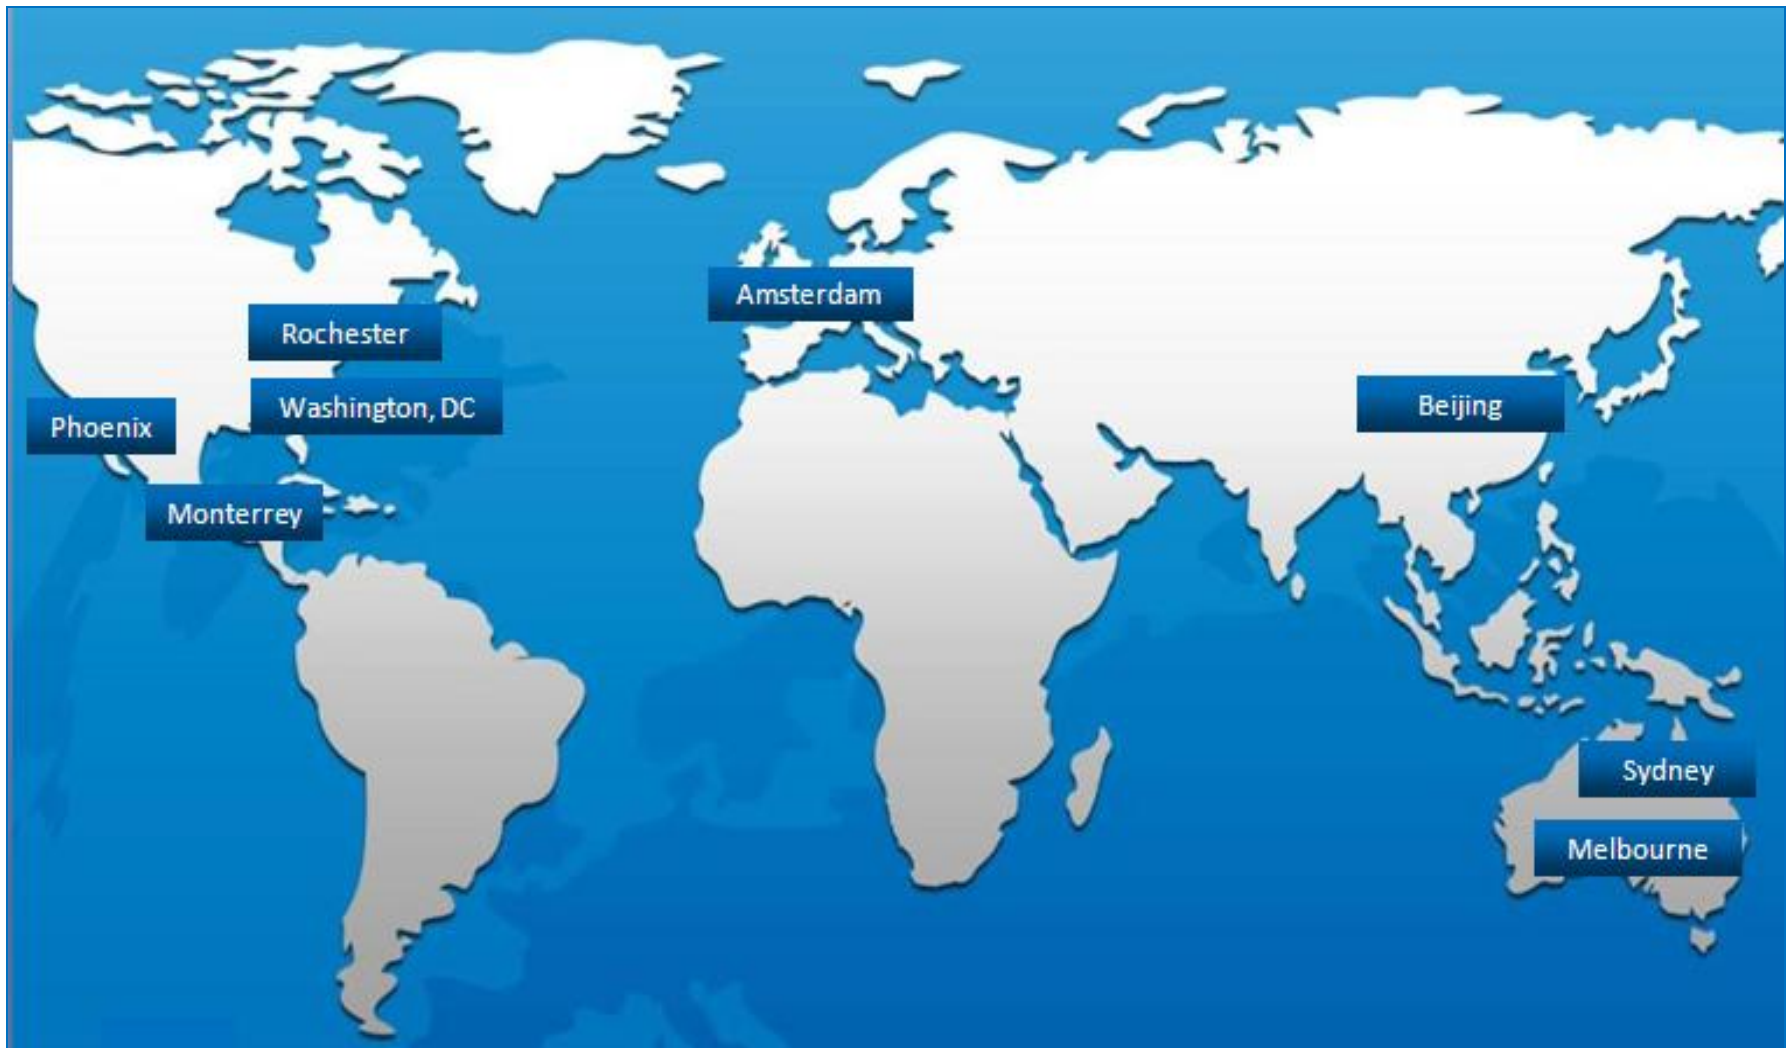 Amsterdam
Rochester
Washington, DC
Beijing
Phoenix
Monterrey
Sydney
Melbourne